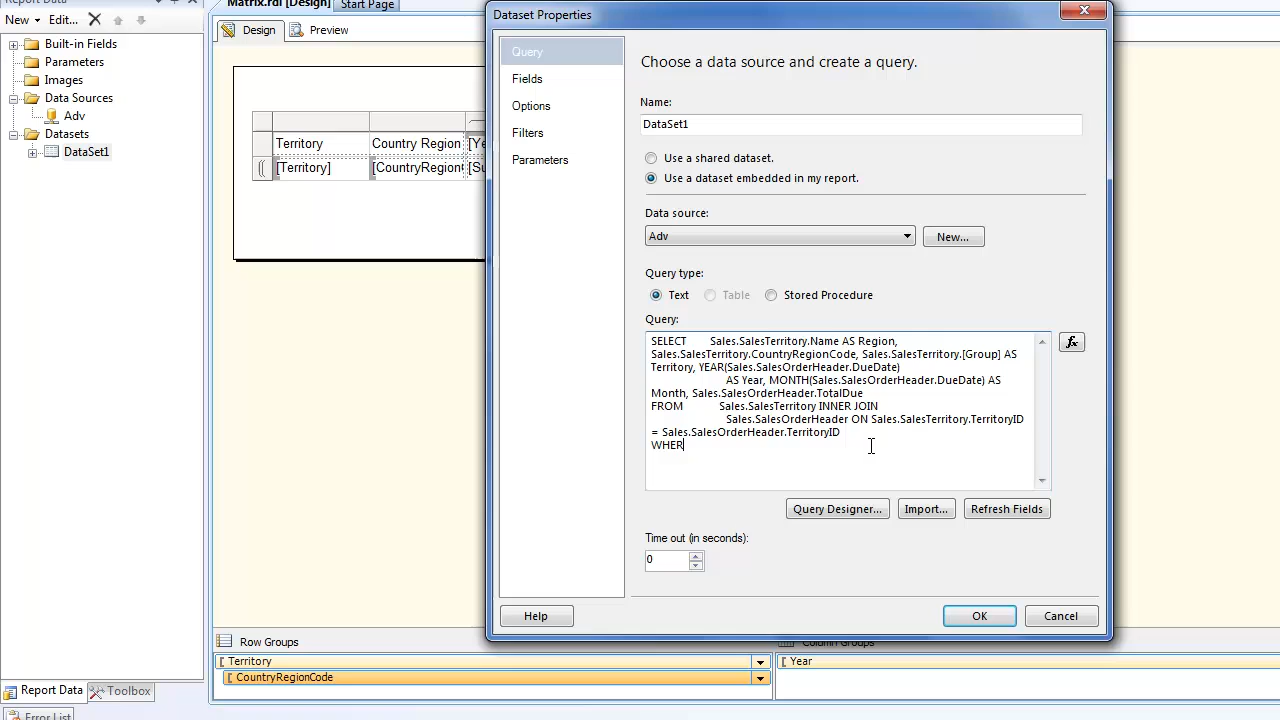 Report Data
New
Edit...
Built-in Fields
Parameters
Images
Data Sources
Adv
Datasets
DataSet1
Report Data
Toolbox
Error List
Matrix.rdl [Design]
Start Page
Design
Preview
Territory
Country Region
[Ye
[Territory]
[CountryRegion
[Su
Row Groups
Column Groups
[ Territory
[ CountryRegionCode
[ Year
Dataset Properties
Query
Fields
Options
Filters
Parameters
Choose a data source and create a query.
Name:
DataSet1
Use a shared dataset.
Use a dataset embedded in my report.
Data source:
Adv
New...
Query type:
Text
Table
Stored Procedure
Query:
SELECT Sales.SalesTerritory.Name AS Region,
Sales.SalesTerritory.CountryRegionCode, Sales.SalesTerritory.[Group] AS
Territory, YEAR(Sales.SalesOrderHeader.DueDate)
AS Year, MONTH(Sales.SalesOrderHeader.DueDate) AS
Month, Sales.SalesOrderHeader.TotalDue
FROM Sales.SalesTerritory INNER JOIN
Sales.SalesOrderHeader ON Sales.SalesTerritory.TerritoryID
= Sales.SalesOrderHeader.TerritoryID
WHER
fx
Query Designer...
Import...
Refresh Fields
Time out (in seconds):
0
Help
OK
Cancel